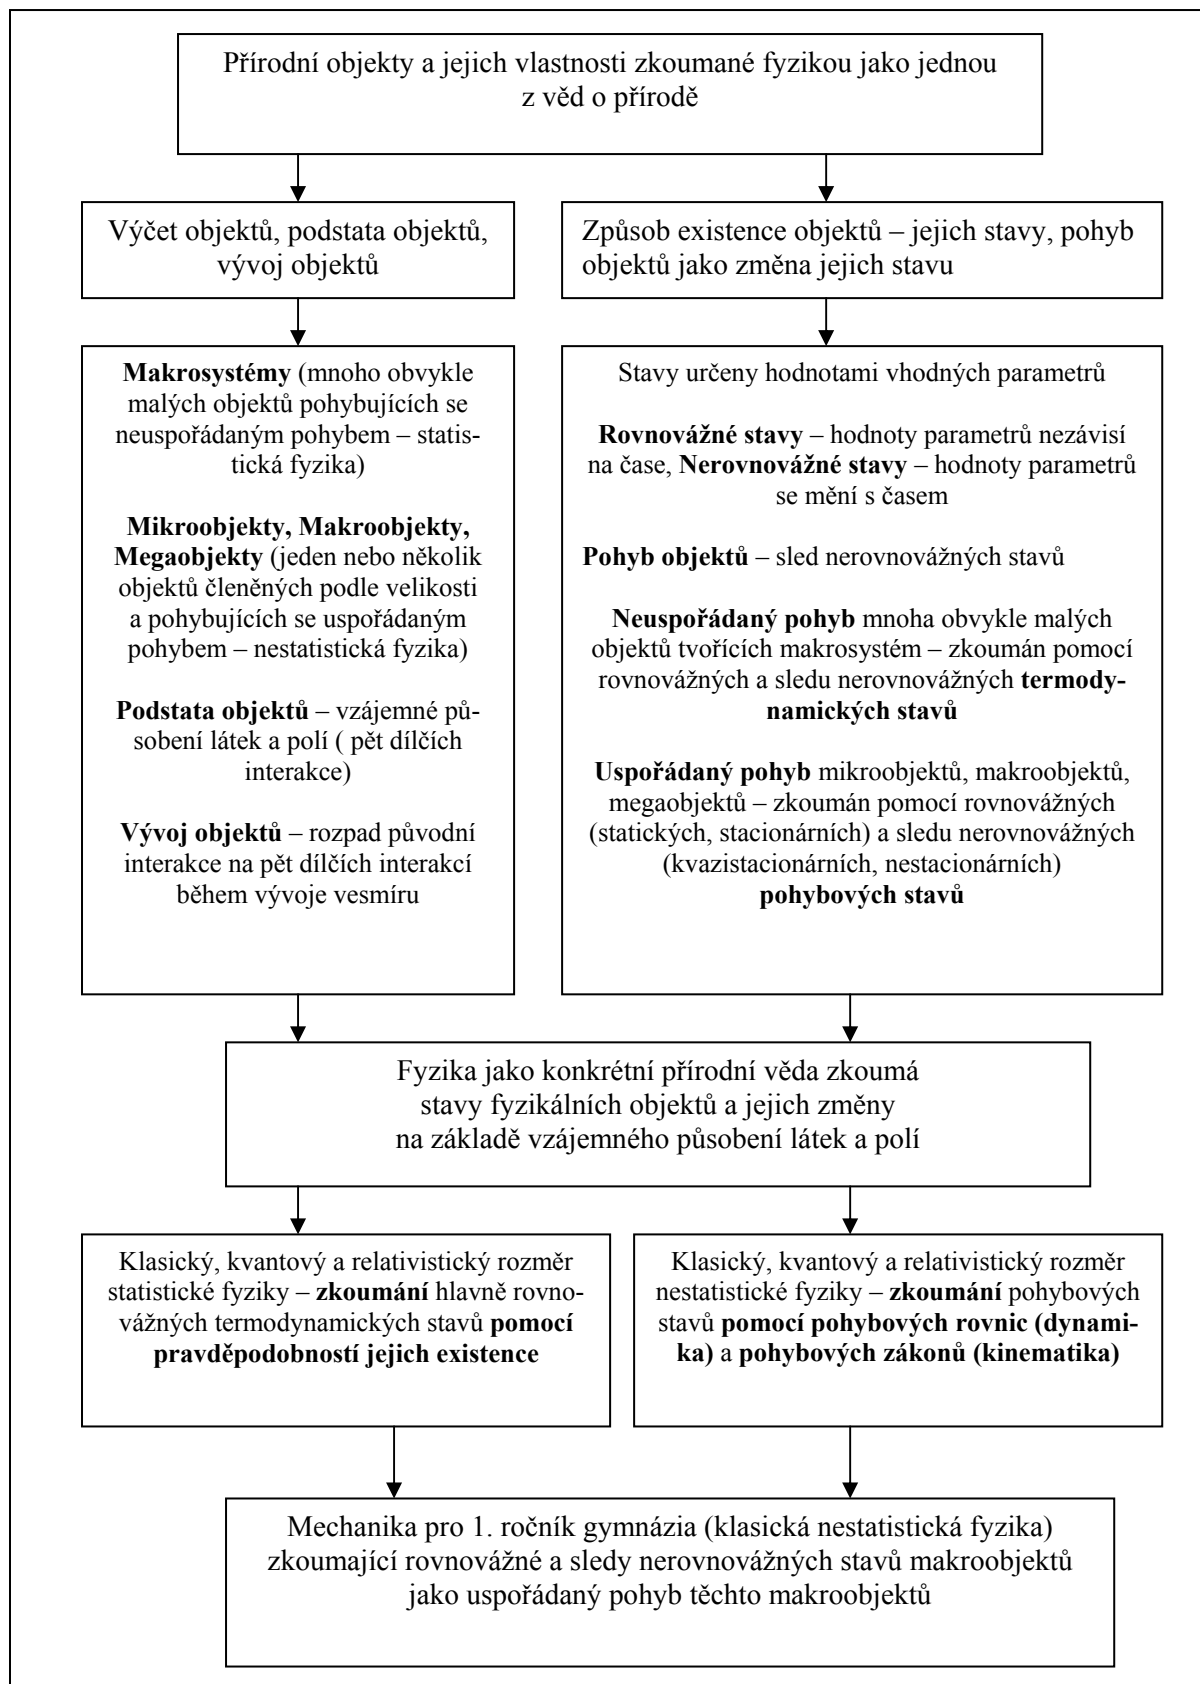 Přírodní objekty a jejich vlastnosti zkoumané fyzikou jako jednou
z věd o přírodě
Výčet objektů, podstata objektů,
vývoj objektů
Způsob existence objektů – jejich stavy, pohyb
objektů jako změna jejich stavu
Makrosystémy (mnoho obvykle
malých objektů pohybujících se
neuspořádaným pohybem – statis-
tická fyzika)
Mikroobjekty, Makroobjekty,
Megaobjekty (jeden nebo několik
objektů členěných podle velikosti
a pohybujících se uspořádaným
pohybem – nestatistická fyzika)
Podstata objektů – vzájemné pů-
sobení látek a polí ( pět dílčích
interakce)
Vývoj objektů – rozpad původní
interakce na pět dílčích interakcí
během vývoje vesmíru
Stavy určeny hodnotami vhodných parametrů
Rovnovážné stavy – hodnoty parametrů nezávisí
na čase, Nerovnovážné stavy – hodnoty parametrů
se mění s časem
Pohyb objektů – sled nerovnovážných stavů
Neuspořádaný pohyb mnoha obvykle malých
objektů tvořících makrosystém – zkoumán pomocí
rovnovážných a sledu nerovnovážných termody-
namických stavů
Uspořádaný pohyb mikroobjektů, makroobjektů,
megaobjektů – zkoumán pomocí rovnovážných
(statických, stacionárních) a sledu nerovnovážných
(kvazistacionárních, nestacionárních)
pohybových stavů
Fyzika jako konkrétní přírodní věda zkoumá
stavy fyzikálních objektů a jejich změny
na základě vzájemného působení látek a polí
Klasický, kvantový a relativistický rozměr
statistické fyziky – zkoumání hlavně rovno-
vážných termodynamických stavů pomocí
pravděpodobností jejich existence
Klasický, kvantový a relativistický rozměr
nestatistické fyziky – zkoumání pohybových
stavů pomocí pohybových rovnic (dynami-
ka) a pohybových zákonů (kinematika)
Mechanika pro 1. ročník gymnázia (klasická nestatistická fyzika)
zkoumající rovnovážné a sledy nerovnovážných stavů makroobjektů
jako uspořádaný pohyb těchto makroobjektů